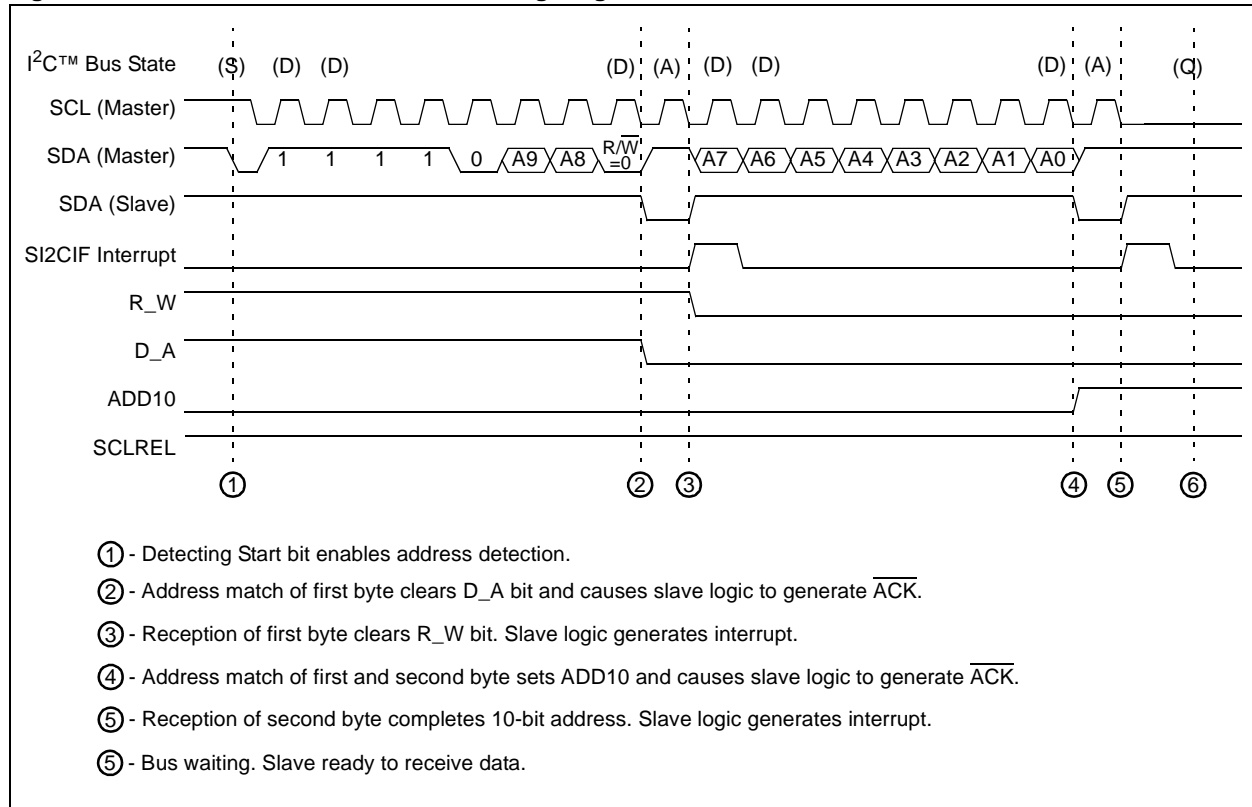 I²C™ Bus State (S) (D) (D) (D) (A) (D) (D) (D) (A) (Q)
SCL (Master)
SDA (Master) 1 1 1 1 0 A9 A8 R/W̅ =0 A7 A6 A5 A4 A3 A2 A1 A0
SDA (Slave)
SI2CIF Interrupt
R_W
D_A
ADD10
SCLREL
① ② ③ ④ ⑤ ⑥
① - Detecting Start bit enables address detection.
② - Address match of first byte clears D_A bit and causes slave logic to generate A̅C̅K̅.
③ - Reception of first byte clears R_W bit. Slave logic generates interrupt.
④ - Address match of first and second byte sets ADD10 and causes slave logic to generate A̅C̅K̅.
⑤ - Reception of second byte completes 10-bit address. Slave logic generates interrupt.
⑤ - Bus waiting. Slave ready to receive data.